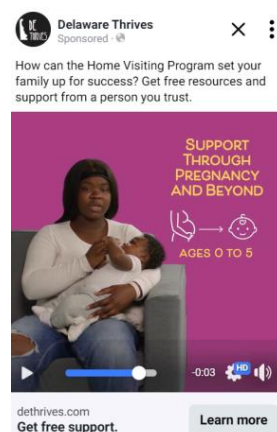 DE
THRIVES
Delaware Thrives
Sponsored ·
How can the Home Visiting Program set your
family up for success? Get free resources and
support from a person you trust.
SUPPORT
THROUGH
PREGNANCY
AND BEYOND
AGES 0 TO 5
-0:03
HD
dethrives.com
Get free support.
Learn more